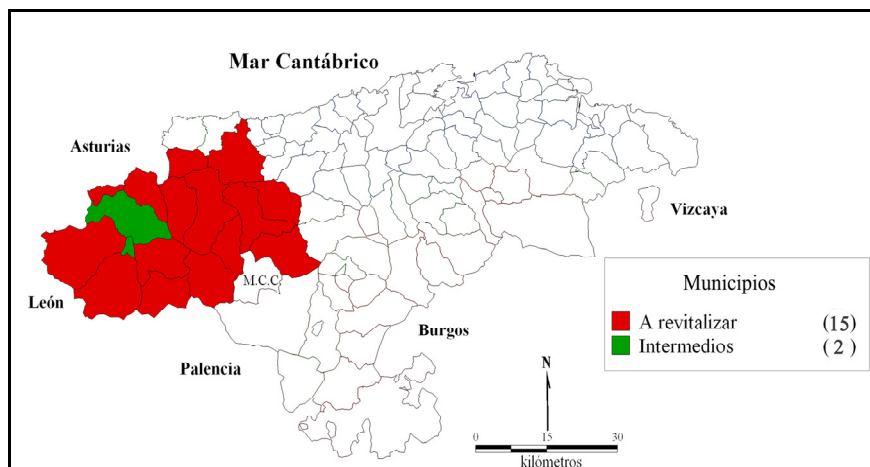 Mar Cantábrico
Asturias
Vizcaya
M.C.C.
León
Municipios
A revitalizar (15)
Intermedios ( 2 )
Burgos
Palencia
N
0 15 30
kilómetros